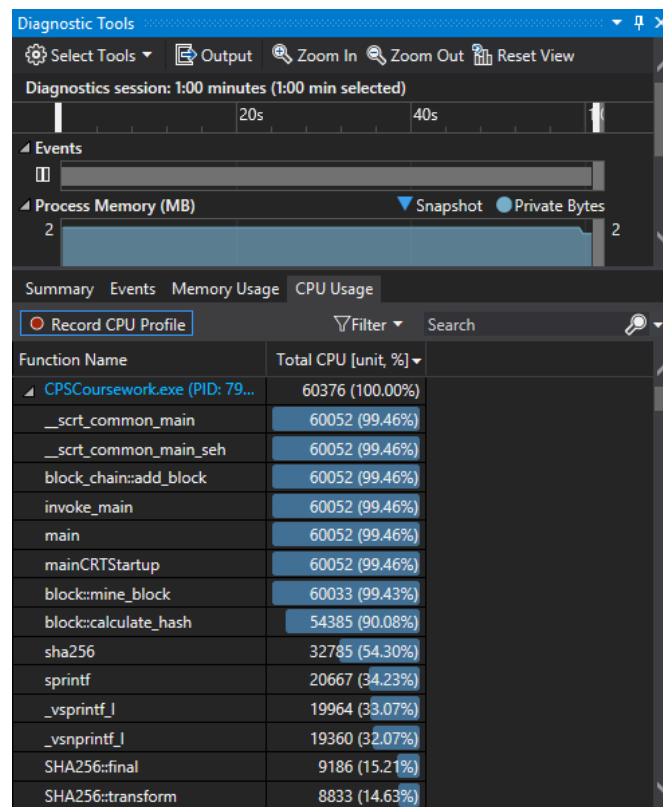 Diagnostic Tools
Select Tools Output Zoom In Zoom Out Reset View
Diagnostics session: 1:00 minutes (1:00 min selected)
20s 40s
Events
Process Memory (MB) Snapshot Private Bytes
2 2
Summary Events Memory Usage CPU Usage
Record CPU Profile Filter Search
Function Name Total CPU [unit, %]
CPSCoursework.exe (PID: 79... 60376 (100.00%)
__scrt_common_main 60052 (99.46%)
__scrt_common_main_seh 60052 (99.46%)
block_chain::add_block 60052 (99.46%)
invoke_main 60052 (99.46%)
main 60052 (99.46%)
mainCRTStartup 60052 (99.46%)
block::mine_block 60033 (99.43%)
block::calculate_hash 54385 (90.08%)
sha256 32785 (54.30%)
sprintf 20667 (34.23%)
_vsprintf_l 19964 (33.07%)
_vsnprintf_l 19360 (32.07%)
SHA256::final 9186 (15.21%)
SHA256::transform 8833 (14.63%)